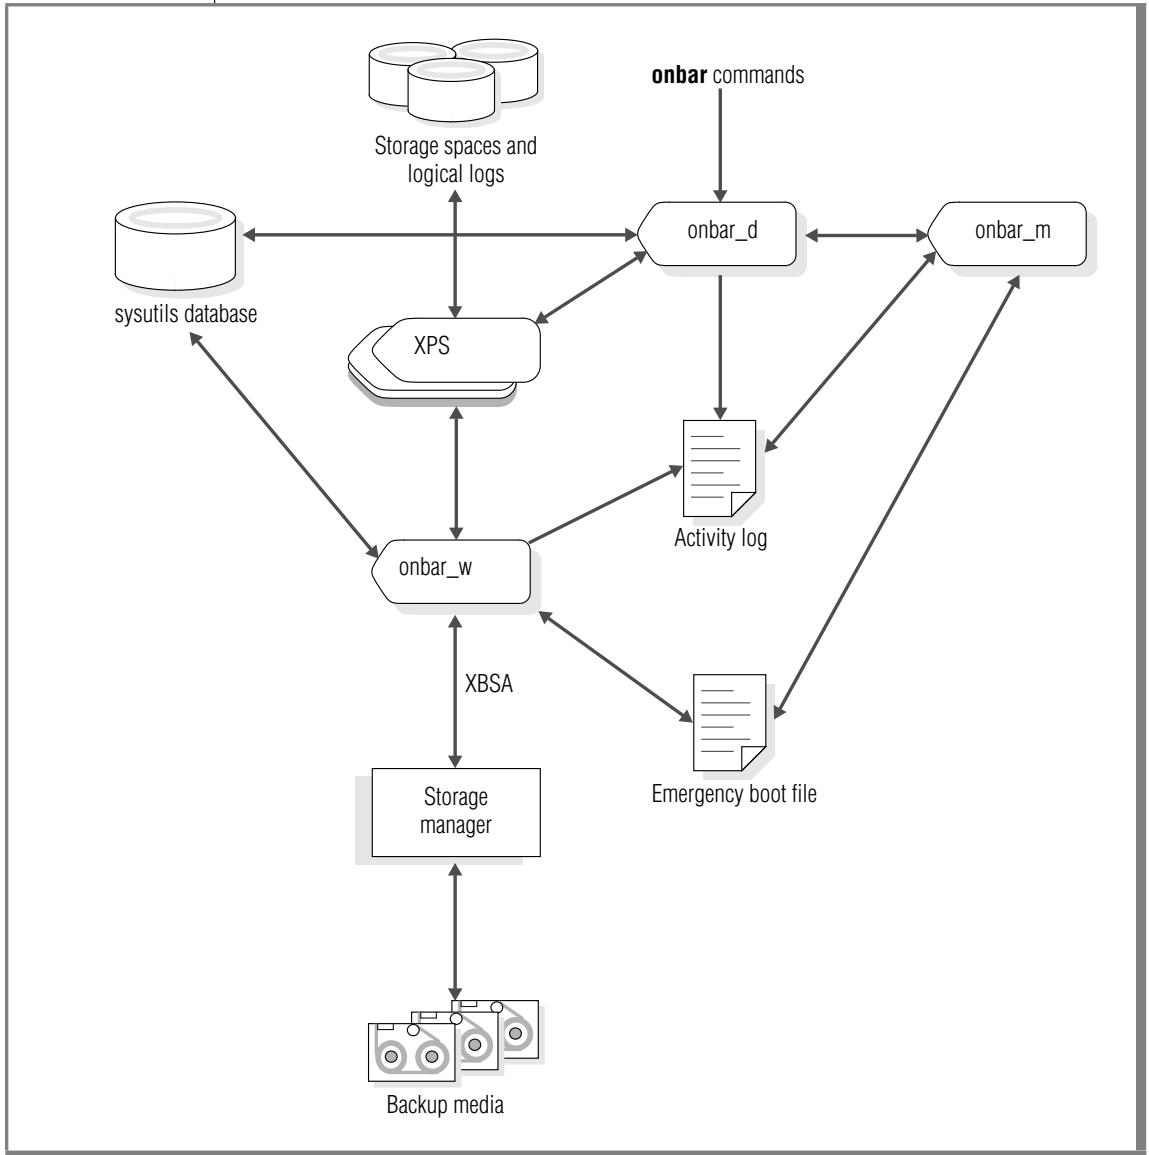 onbar commands
Storage spaces and
logical logs
onbar_d
onbar_m
sysutils database
XPS
Activity log
onbar_w
XBSA
Storage
manager
Emergency boot file
Backup media